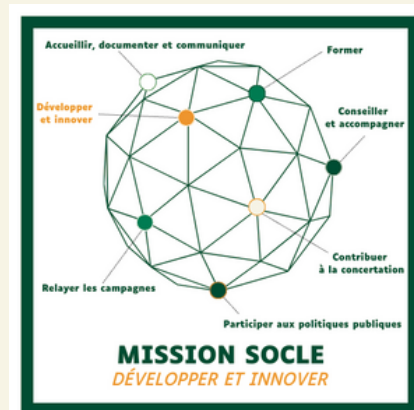 Accueillir, documenter et communiquer
Former
Développer
et innover
Conseiller
et accompagner
Contribuer
à la concertation
Relayer les campagnes
Participer aux politiques publiques
MISSION SOCLE
DÉVELOPPER ET INNOVER